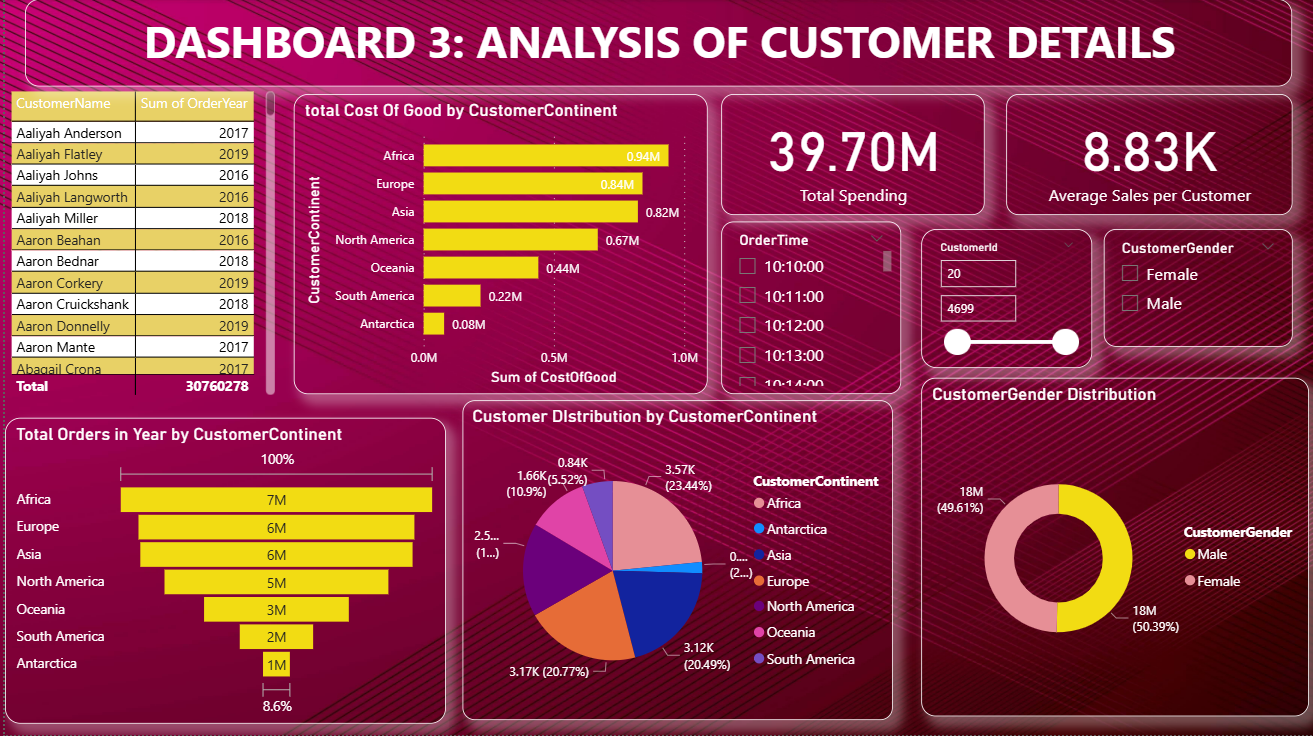 DASHBOARD 3: ANALYSIS OF CUSTOMER DETAILS
CustomerName Sum of OrderYear
Aaliyah Anderson 2017
Aaliyah Flatley 2019
Aaliyah Johns 2016
Aaliyah Langworth 2016
Aaliyah Miller 2018
Aaron Beahan 2016
Aaron Bednar 2018
Aaron Corkery 2019
Aaron Cruickshank 2018
Aaron Donnelly 2019
Aaron Mante 2017
Abagail Crona 2017
Total 30760278
total Cost Of Good by CustomerContinent
CustomerContinent
Africa 0.94M
Europe 0.84M
Asia 0.82M
North America 0.67M
Oceania 0.44M
South America 0.22M
Antarctica 0.08M
0.0M 0.5M 1.0M
Sum of CostOfGood
39.70M
Total Spending
8.83K
Average Sales per Customer
OrderTime
10:10:00
10:11:00
10:12:00
10:13:00
10:14:00
CustomerId
20
4699
CustomerGender
Female
Male
Total Orders in Year by CustomerContinent
100%
Africa 7M
Europe 6M
Asia 6M
North America 5M
Oceania 3M
South America 2M
Antarctica 1M
8.6%
Customer DIstribution by CustomerContinent
0.84K
(5.52%)
3.57K
(23.44%)
1.66K
(10.9%)
2.5...
(1...)
0....
(2...)
3.12K
(20.49%)
3.17K (20.77%)
CustomerContinent
Africa
Antarctica
Asia
Europe
North America
Oceania
South America
CustomerGender Distribution
18M
(49.61%)
18M
(50.39%)
CustomerGender
Male
Female